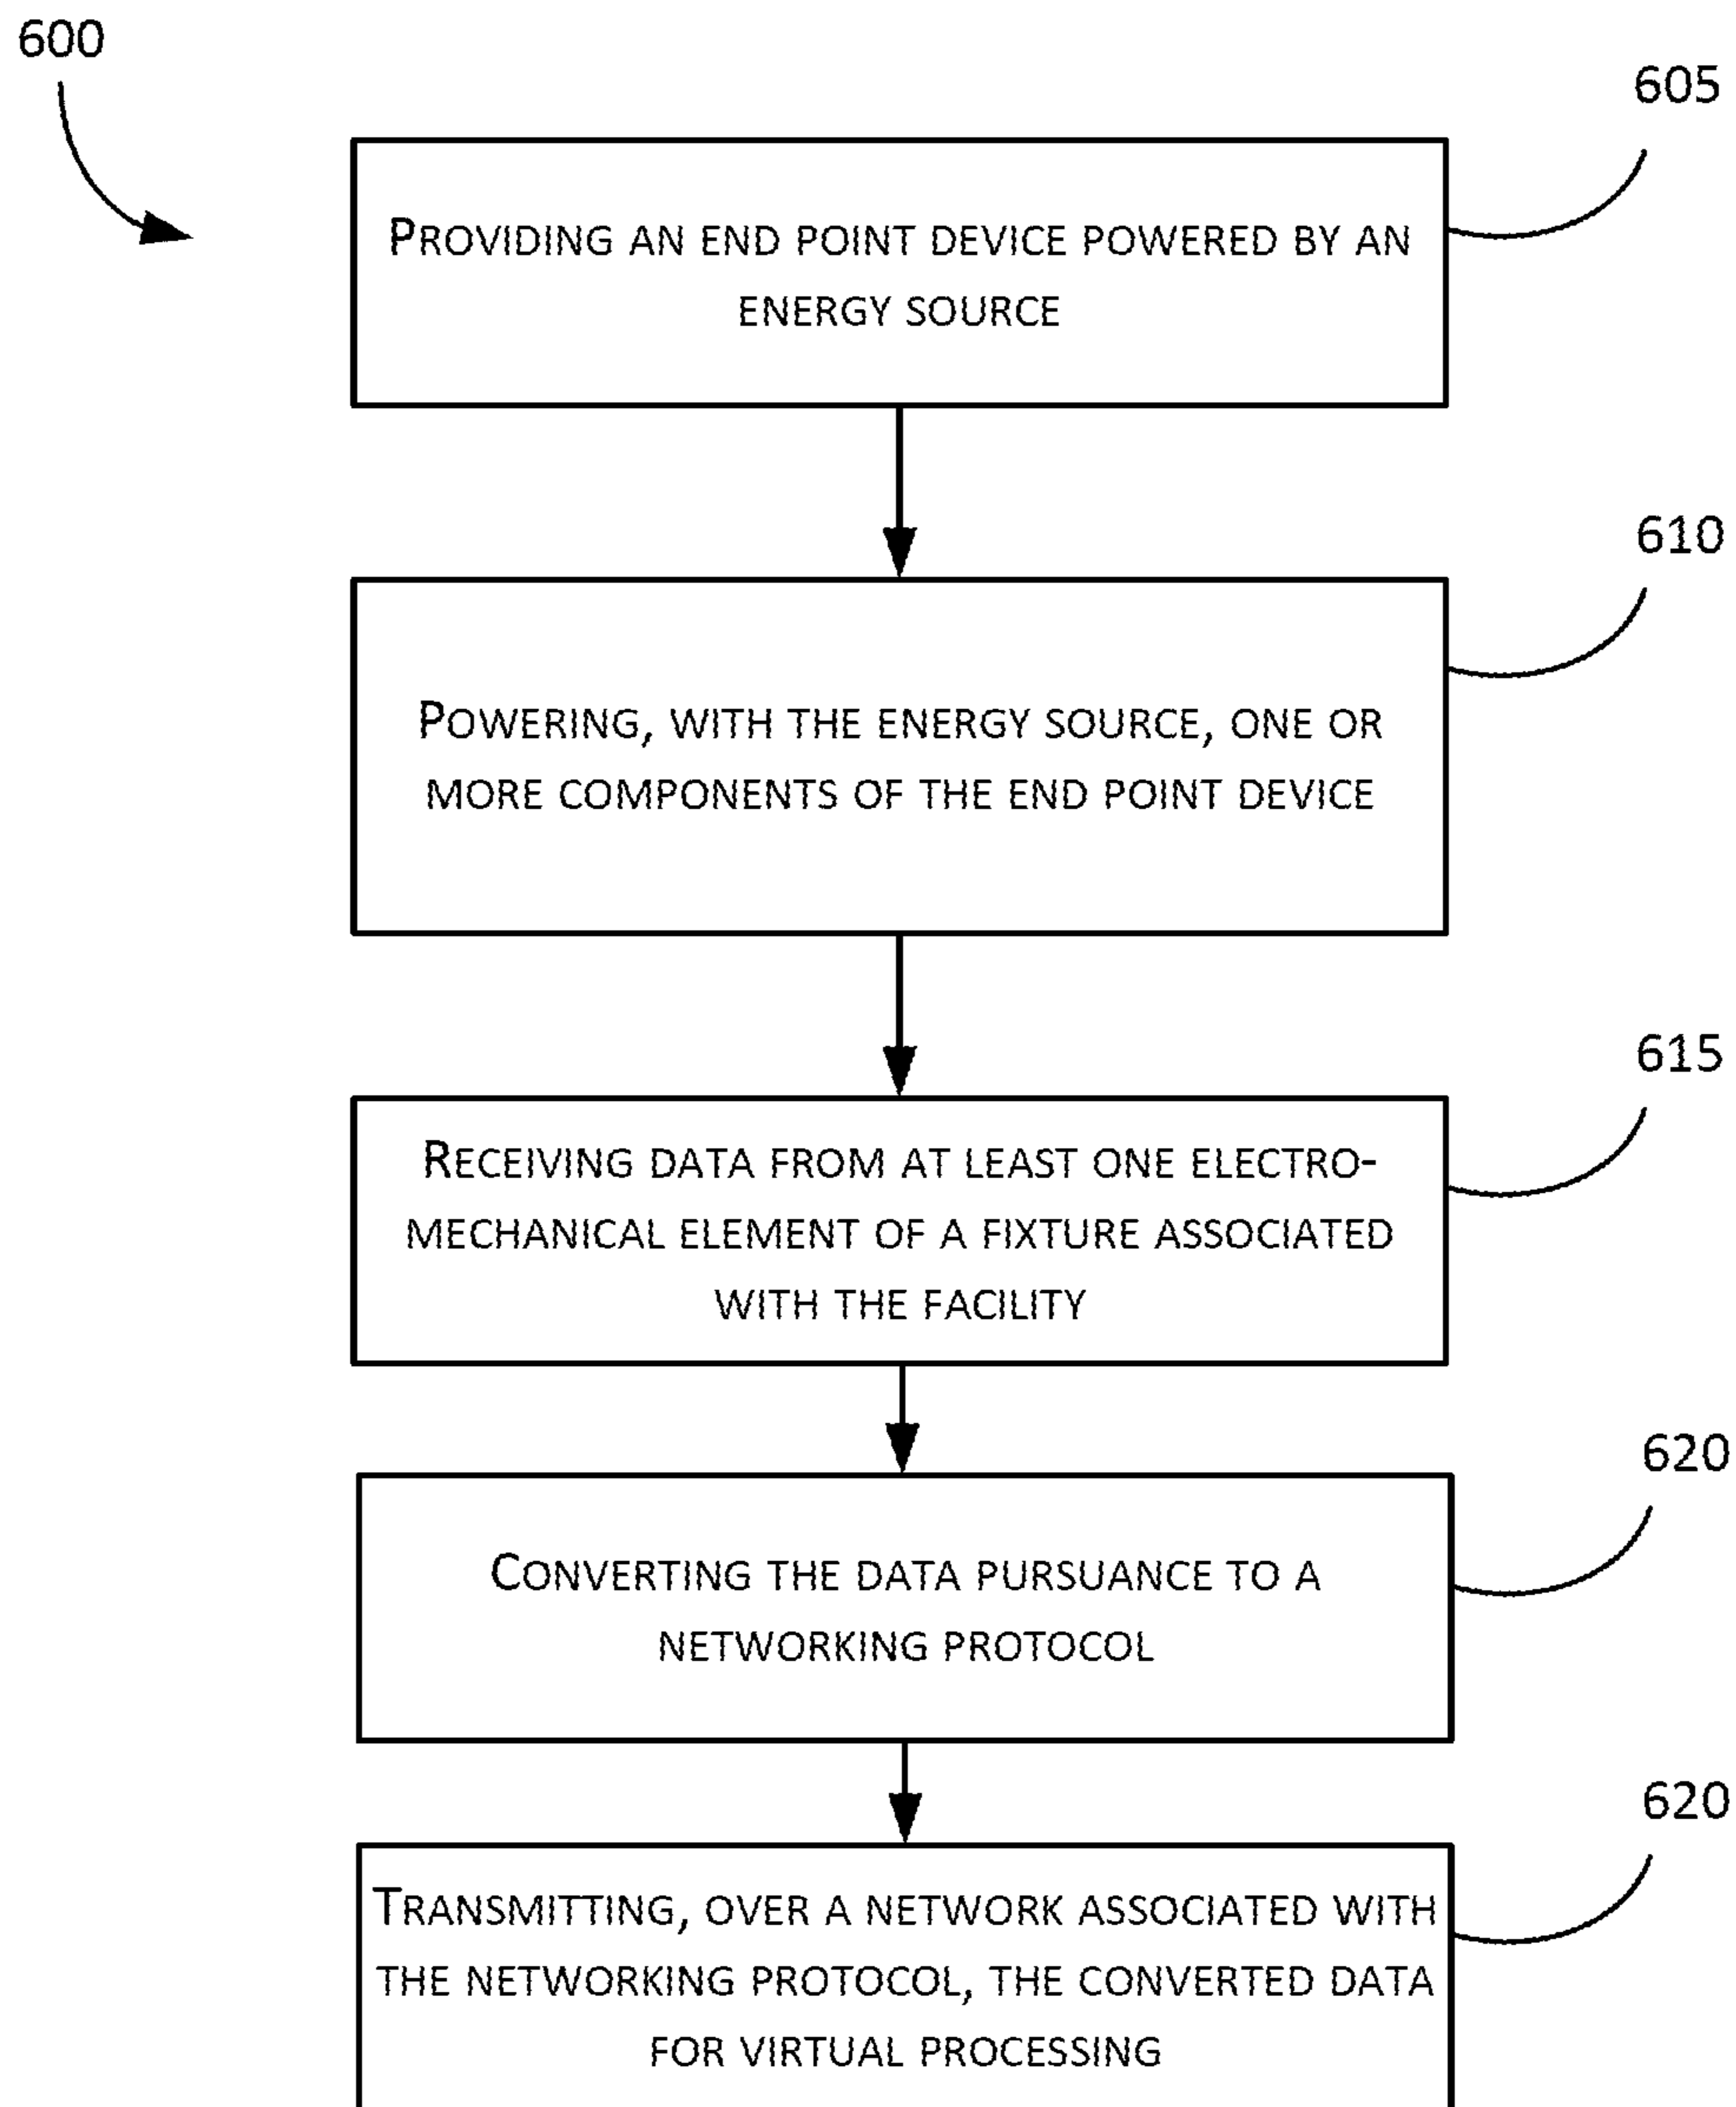 600
605
PROVIDING AN END POINT DEVICE POWERED BY AN
ENERGY SOURCE
610
POWERING, WITH THE ENERGY SOURCE, ONE OR
MORE COMPONENTS OF THE END POINT DEVICE
615
RECEIVING DATA FROM AT LEAST ONE ELECTRO-
MECHANICAL ELEMENT OF A FIXTURE ASSOCIATED
WITH THE FACILITY
620
CONVERTING THE DATA PURSUANCE TO A
NETWORKING PROTOCOL
620
TRANSMITTING, OVER A NETWORK ASSOCIATED WITH
THE NETWORKING PROTOCOL, THE CONVERTED DATA
FOR VIRTUAL PROCESSING